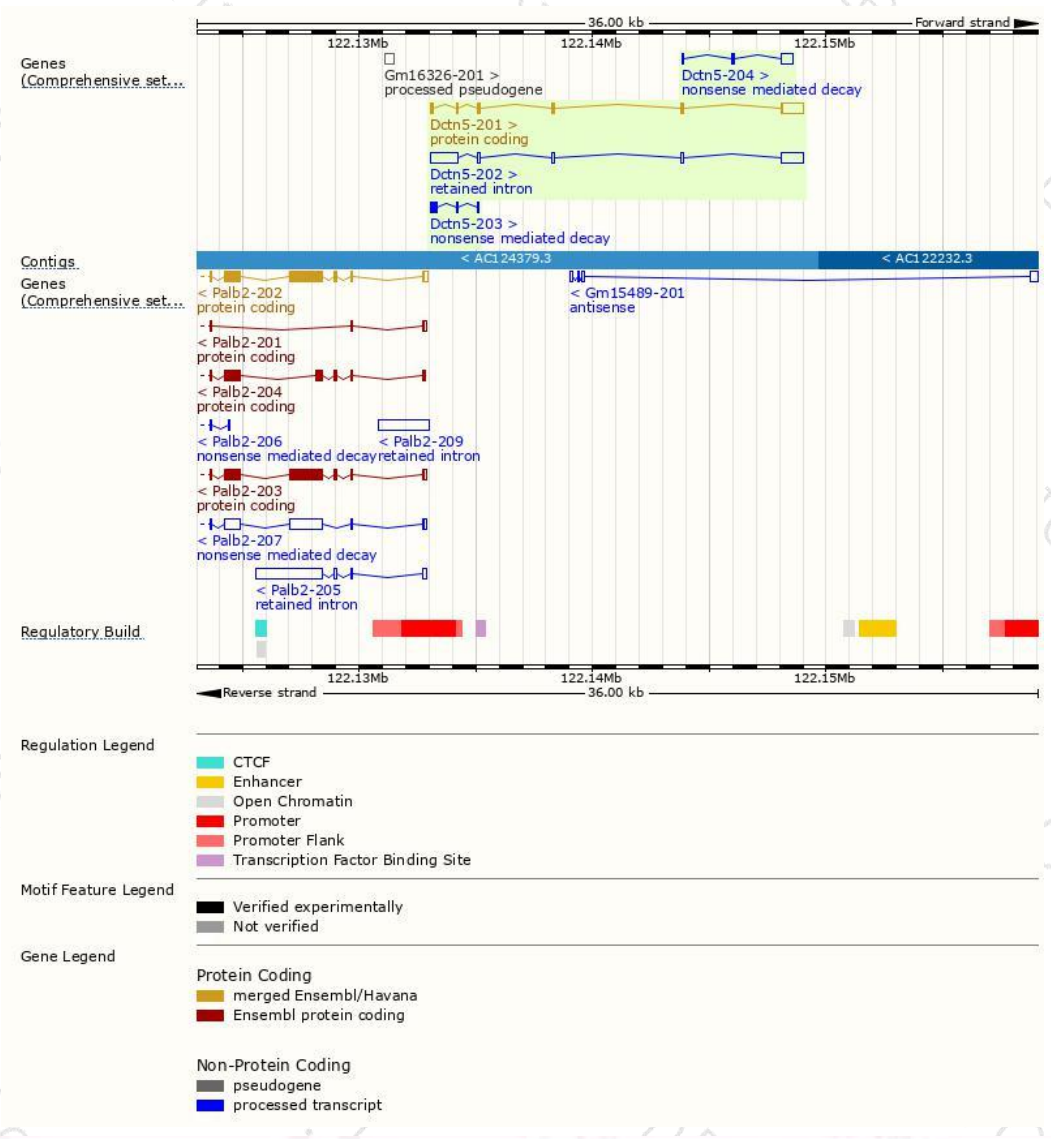 36.00 kb
Forward strand
122.13Mb
122.14Mb
122.15Mb
Genes
(Comprehensive set...
Gm16326-201 >
processed pseudogene
Dctn5-204 >
nonsense mediated decay
Dctn5-201 >
protein coding
Dctn5-202 >
retained intron
Dctn5-203 >
nonsense mediated decay
Contigs
< AC124379.3
< AC122232.3
Genes
(Comprehensive set...
< Palb2-202
protein coding
< Gm15489-201
antisense
< Palb2-201
protein coding
< Palb2-204
protein coding
< Palb2-206
nonsense mediated decay
< Palb2-209
retained intron
< Palb2-203
protein coding
< Palb2-207
nonsense mediated decay
< Palb2-205
retained intron
Regulatory Build
122.13Mb
122.14Mb
122.15Mb
Reverse strand
36.00 kb
Regulation Legend
CTCF
Enhancer
Open Chromatin
Promoter
Promoter Flank
Transcription Factor Binding Site
Motif Feature Legend
Verified experimentally
Not verified
Gene Legend
Protein Coding
merged Ensembl/Havana
Ensembl protein coding
Non-Protein Coding
pseudogene
processed transcript